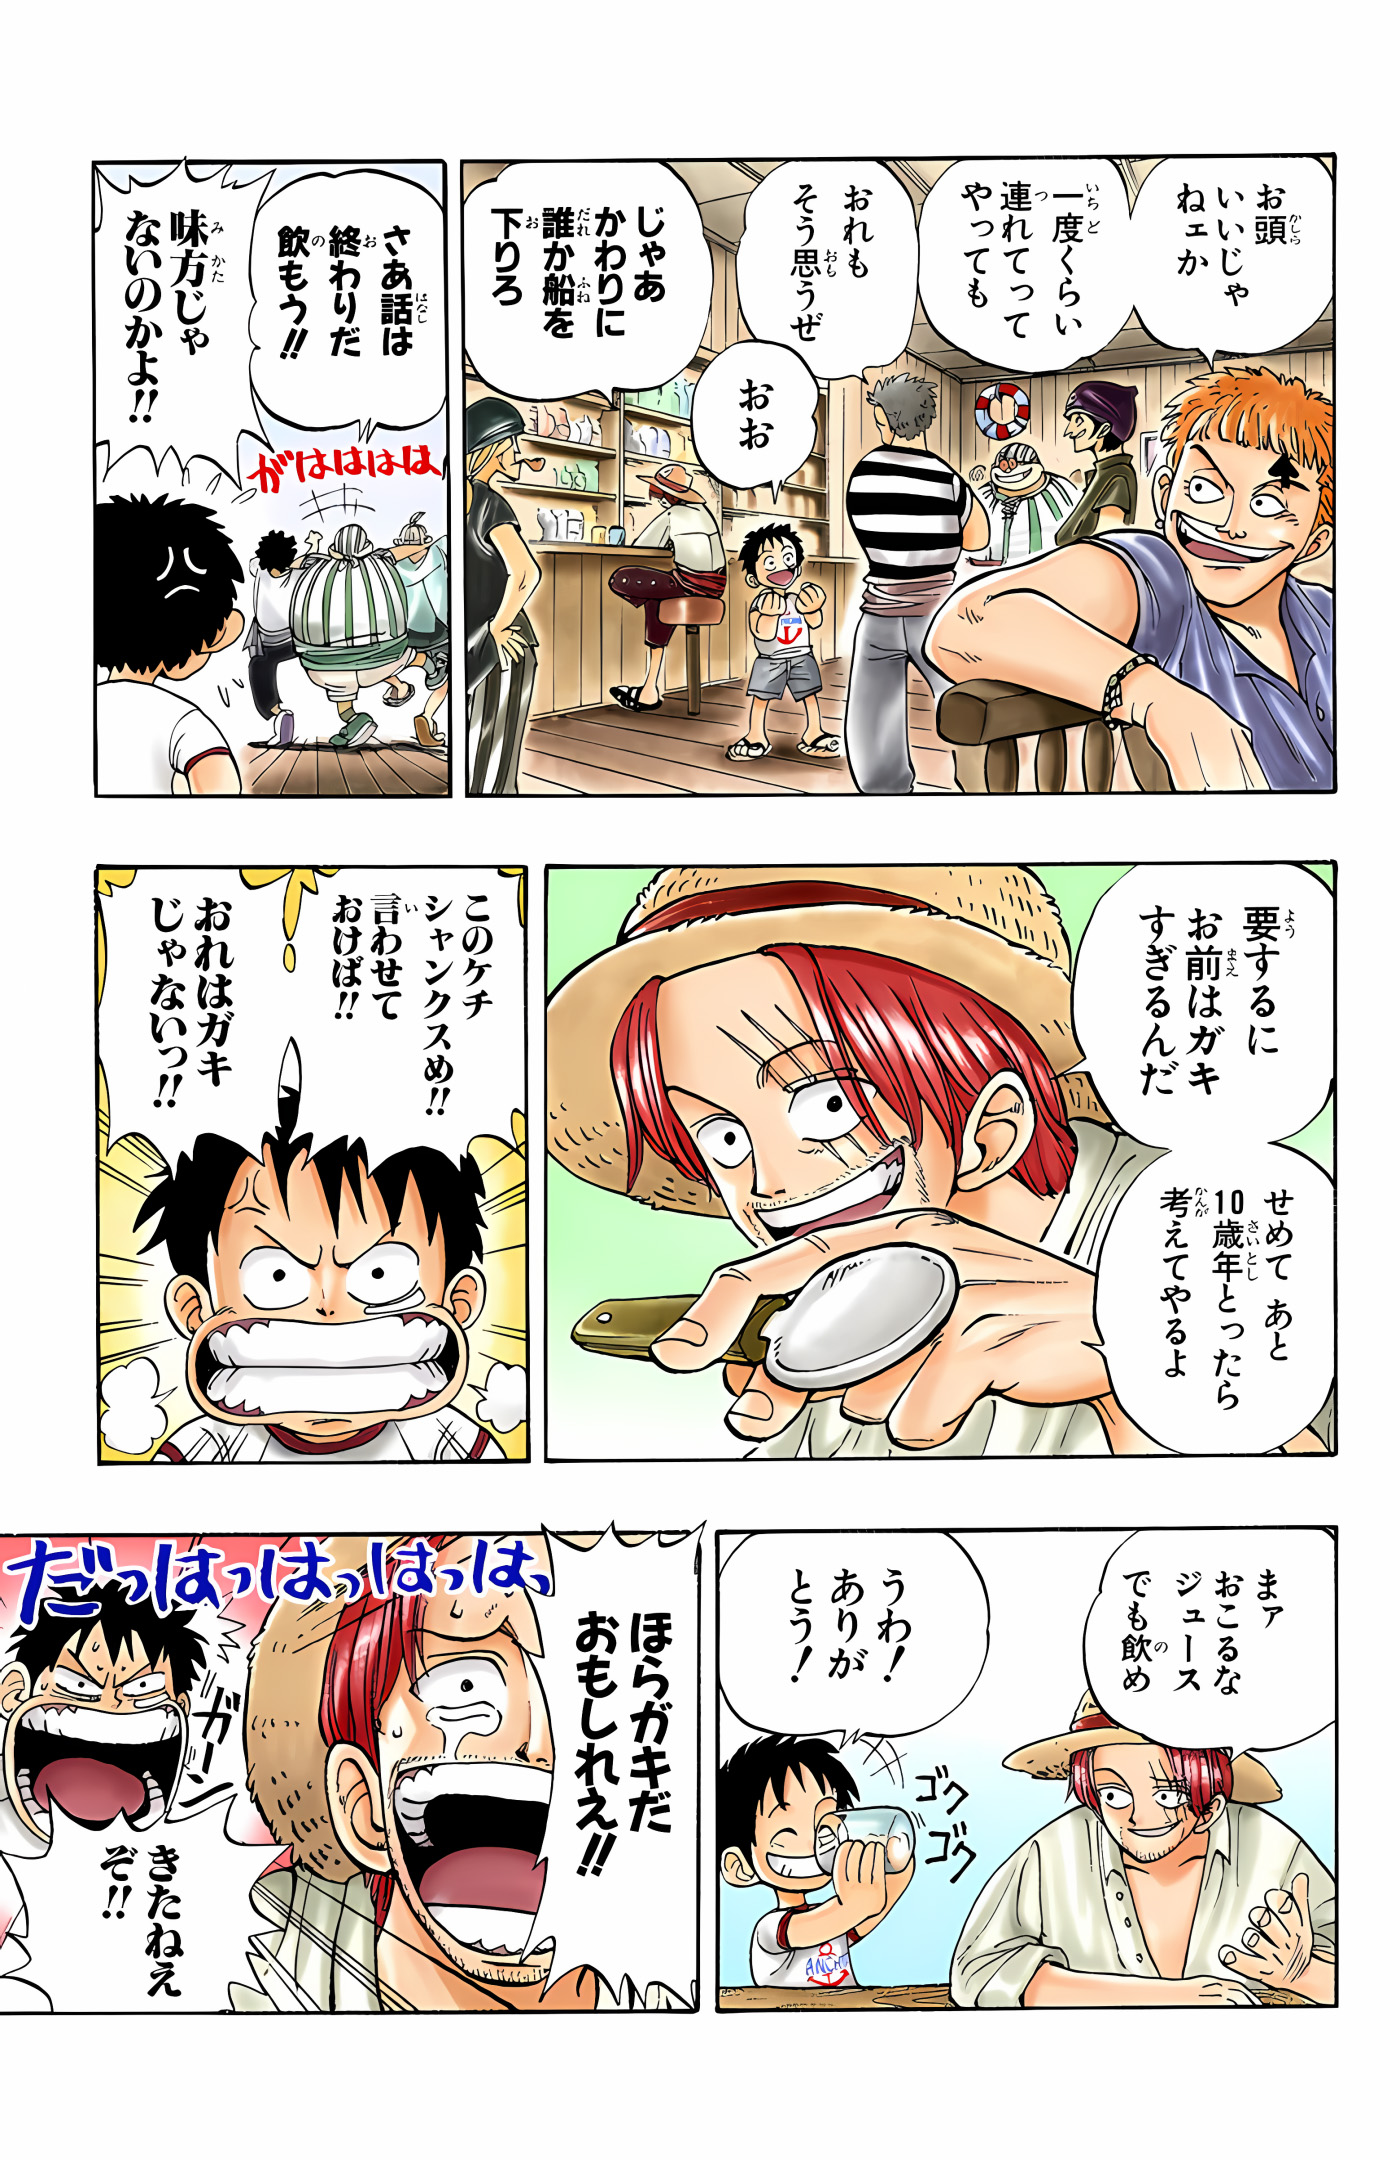 お頭
いいじゃ
ねェか
一度くらい
連れてって
やっても
おれも
そう思うぜ
おお
じゃあ
かわりに
誰か船を
下りろ
さあ話は
終わりだ
飲もう!!
がはははは
味方じゃ
ないのかよ!!
要するに
お前はガキ
すぎるんだ
せめて あと
10歳年とったら
考えてやるよ
このケチ
シャンクスめ!!
言わせて
おけば!!
おれはガキ
じゃないっ!!
まァ
おこるな
ジュース
でも飲め
うわ!
ありが
とう!
ゴク
ゴク
ANCH
ほらガキだ
おもしれえ!!
だっはっはっはっは、
ガーン
きたねえ
ぞ!!